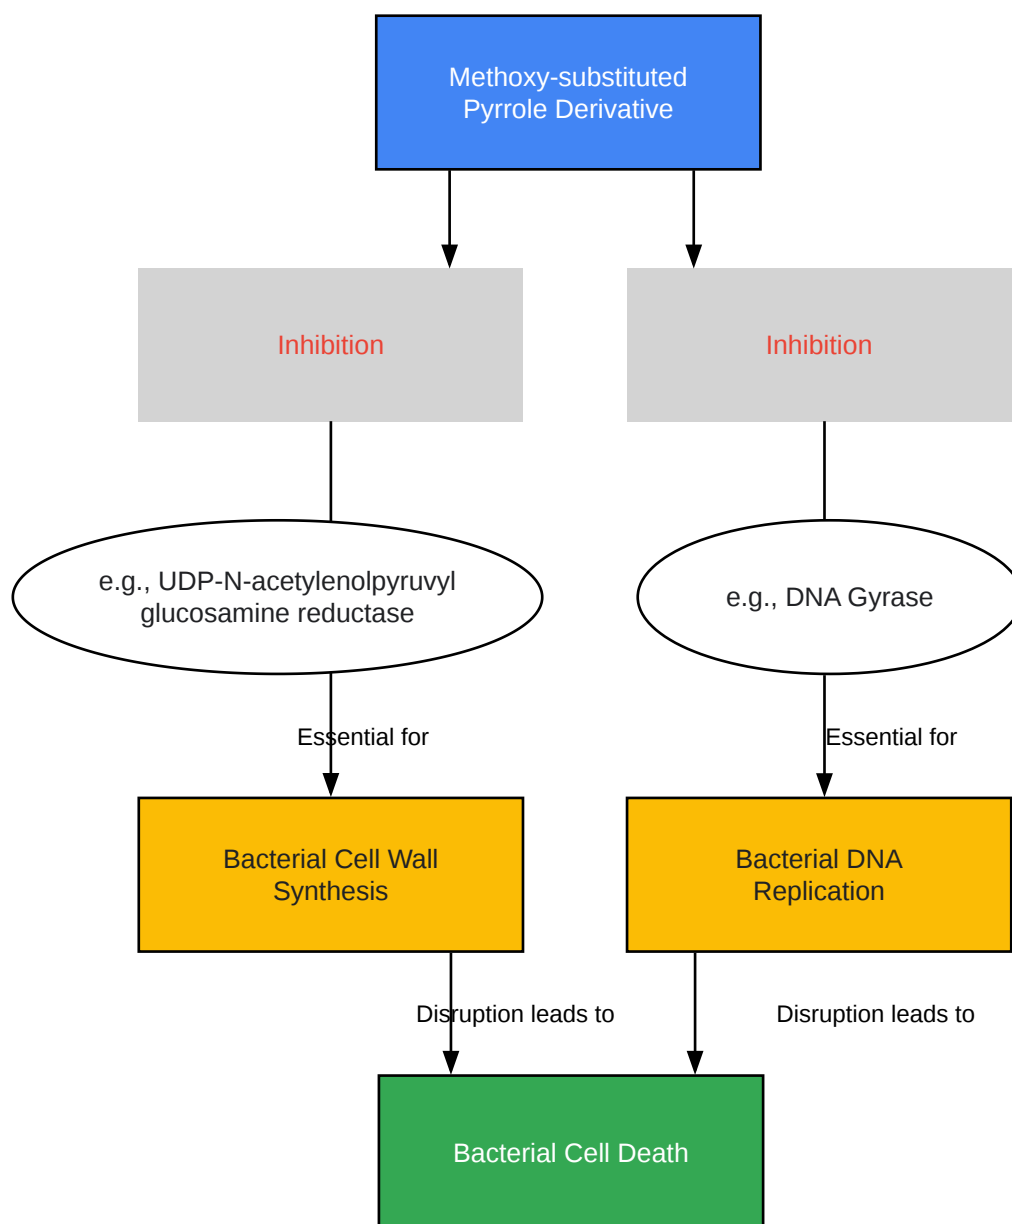 Methoxy-substituted
Pyrrole Derivative
Inhibition
Inhibition
e.g., UDP-N-acetylenolpyruvyl
glucosamine reductase
e.g., DNA Gyrase
Essential for
Essential for
Bacterial Cell Wall
Synthesis
Bacterial DNA
Replication
Disruption leads to
Disruption leads to
Bacterial Cell Death